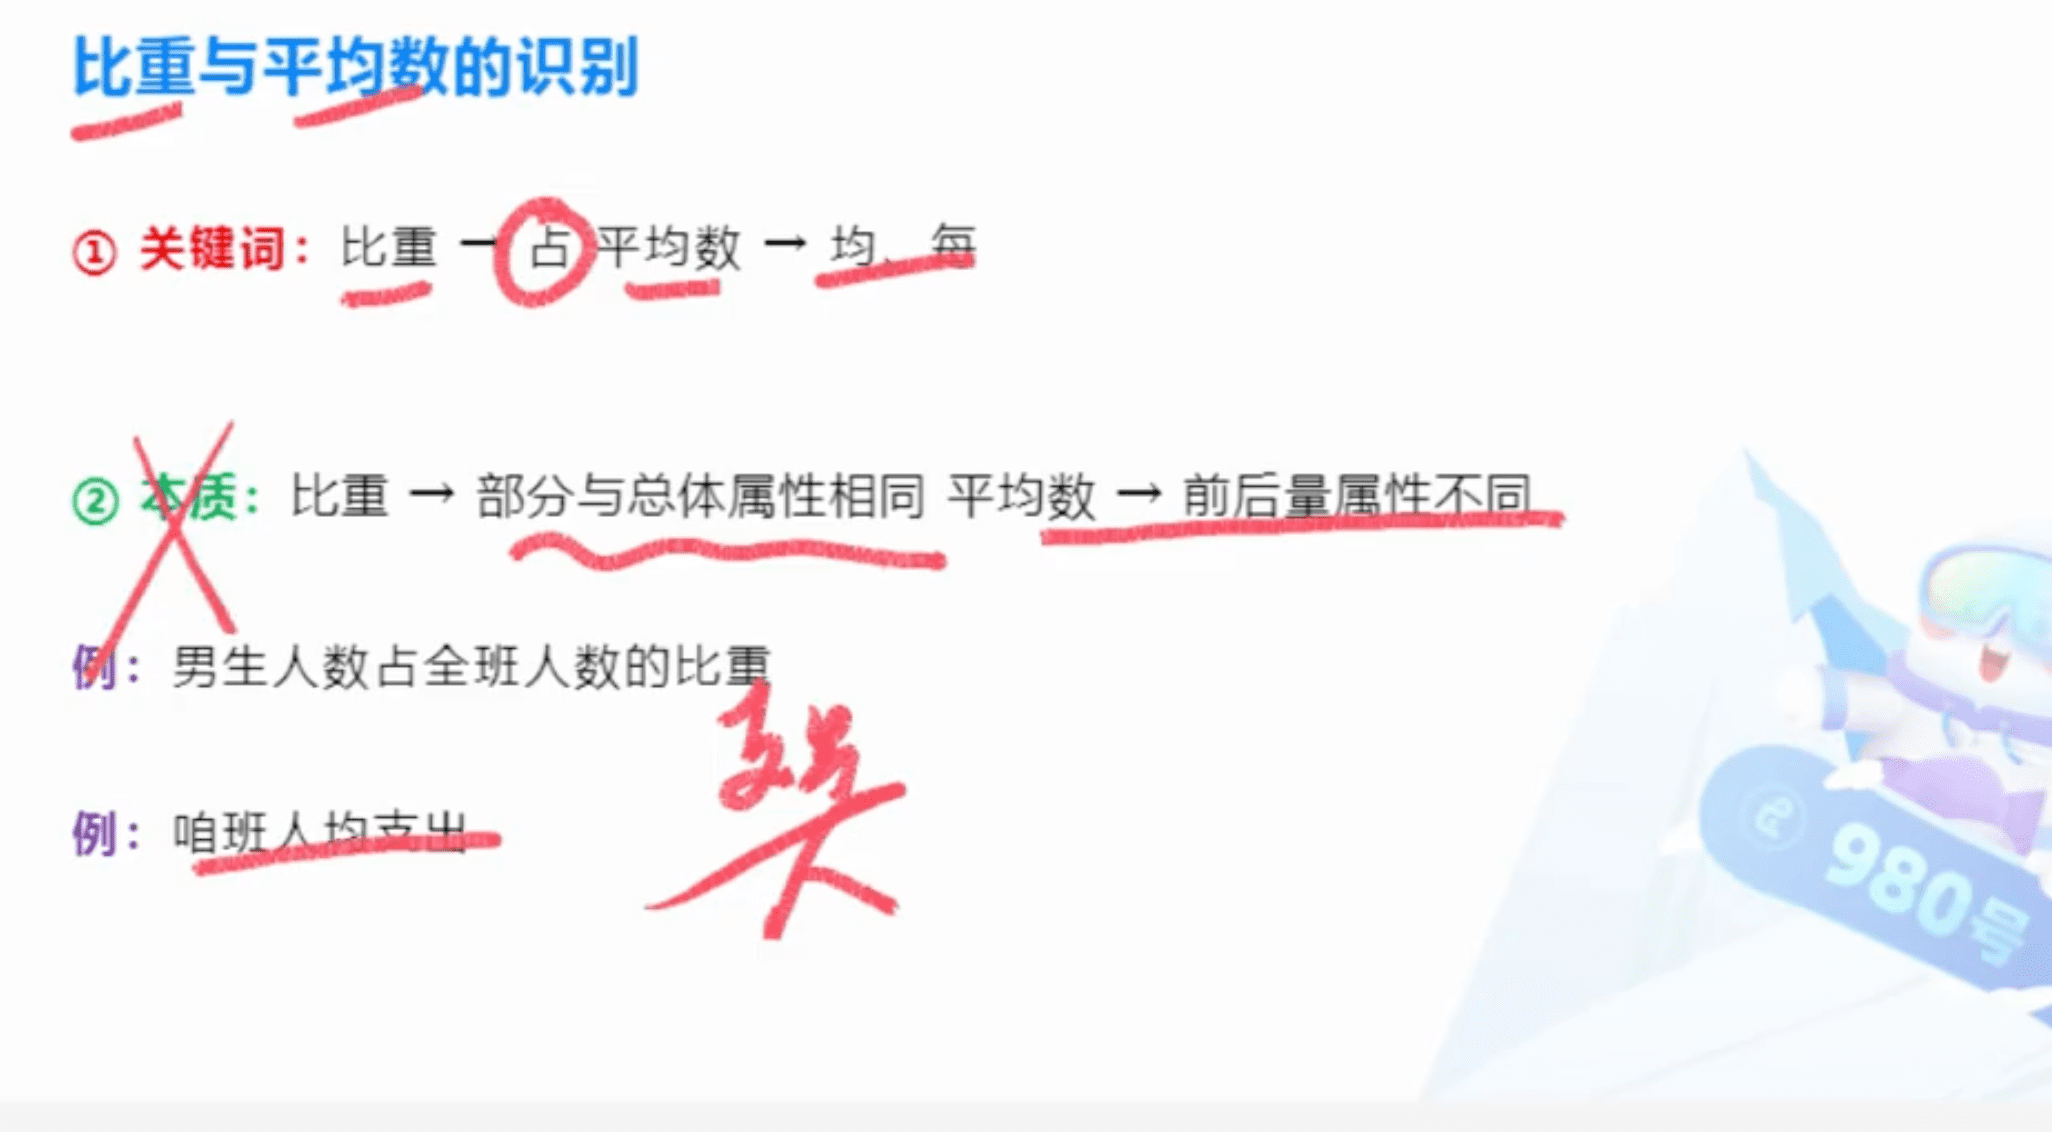 比重与平均数的识别
① 关键词：比重 → 占 平均数 → 均、每
② 本质：比重 → 部分与总体属性相同 平均数 → 前后量属性不同
例：男生人数占全班人数的比重
例：咱班人均支出
人
980号